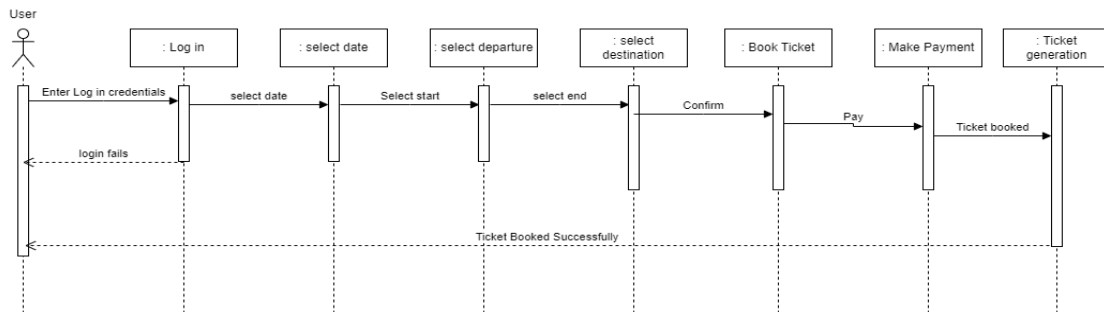 User
: Log in
: select date
: select departure
: select
destination
: Book Ticket
: Make Payment
: Ticket
generation
Enter Log in credentials
select date
Select start
select end
Confirm
Pay
Ticket booked
login fails
Ticket Booked Successfully